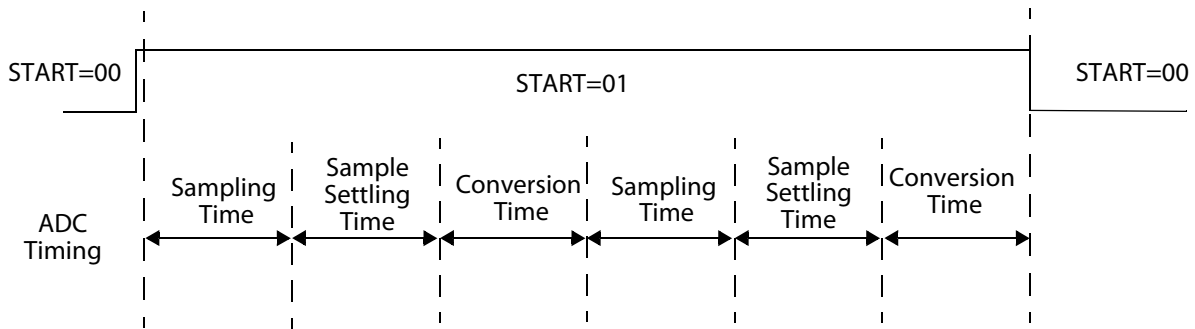 START=00
START=01
START=00
ADC
Timing
Sampling
Time
Sample
Settling
Time
Conversion
Time
Sampling
Time
Sample
Settling
Time
Conversion
Time